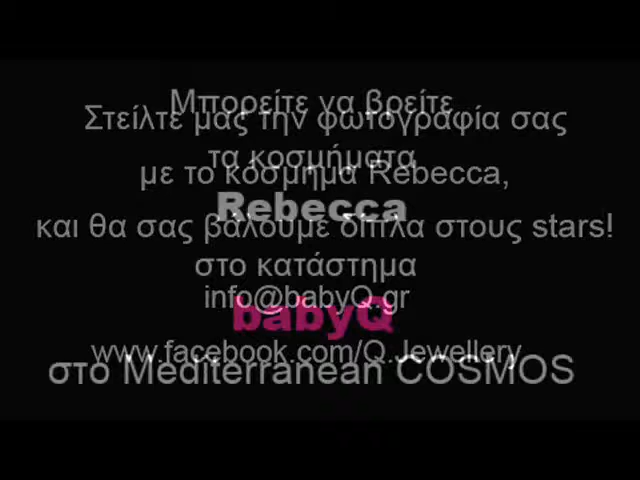 Μπορείτε να βρείτε
Στείλτε μας την φωτογραφία σας
τα κοσμήματα
με το κόσμημα Rebecca,
Rebecca
και θα σας βάλουμε δίπλα στους stars!
στο κατάστημα
info@babyQ.gr
babyQ
www.facebook.com/Q.Jewellery
στο Mediterranean COSMOS